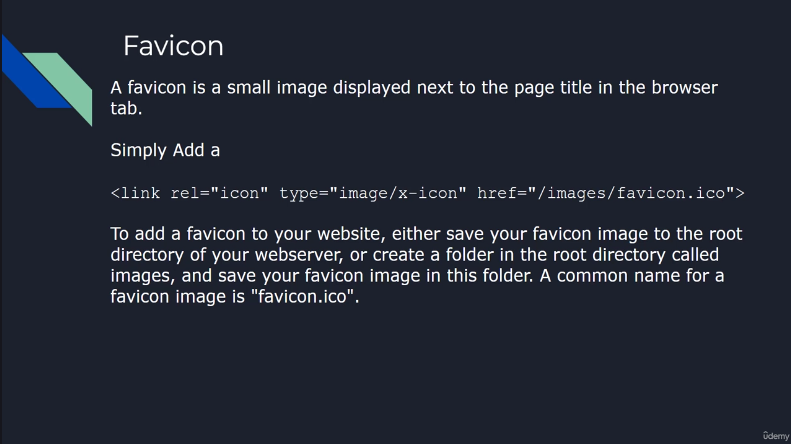 Favicon
A favicon is a small image displayed next to the page title in the browser
tab.
Simply Add a
<link rel="icon" type="image/x-icon" href="/images/favicon.ico">
To add a favicon to your website, either save your favicon image to the root
directory of your webserver, or create a folder in the root directory called
images, and save your favicon image in this folder. A common name for a
favicon image is "favicon.ico".
udemy